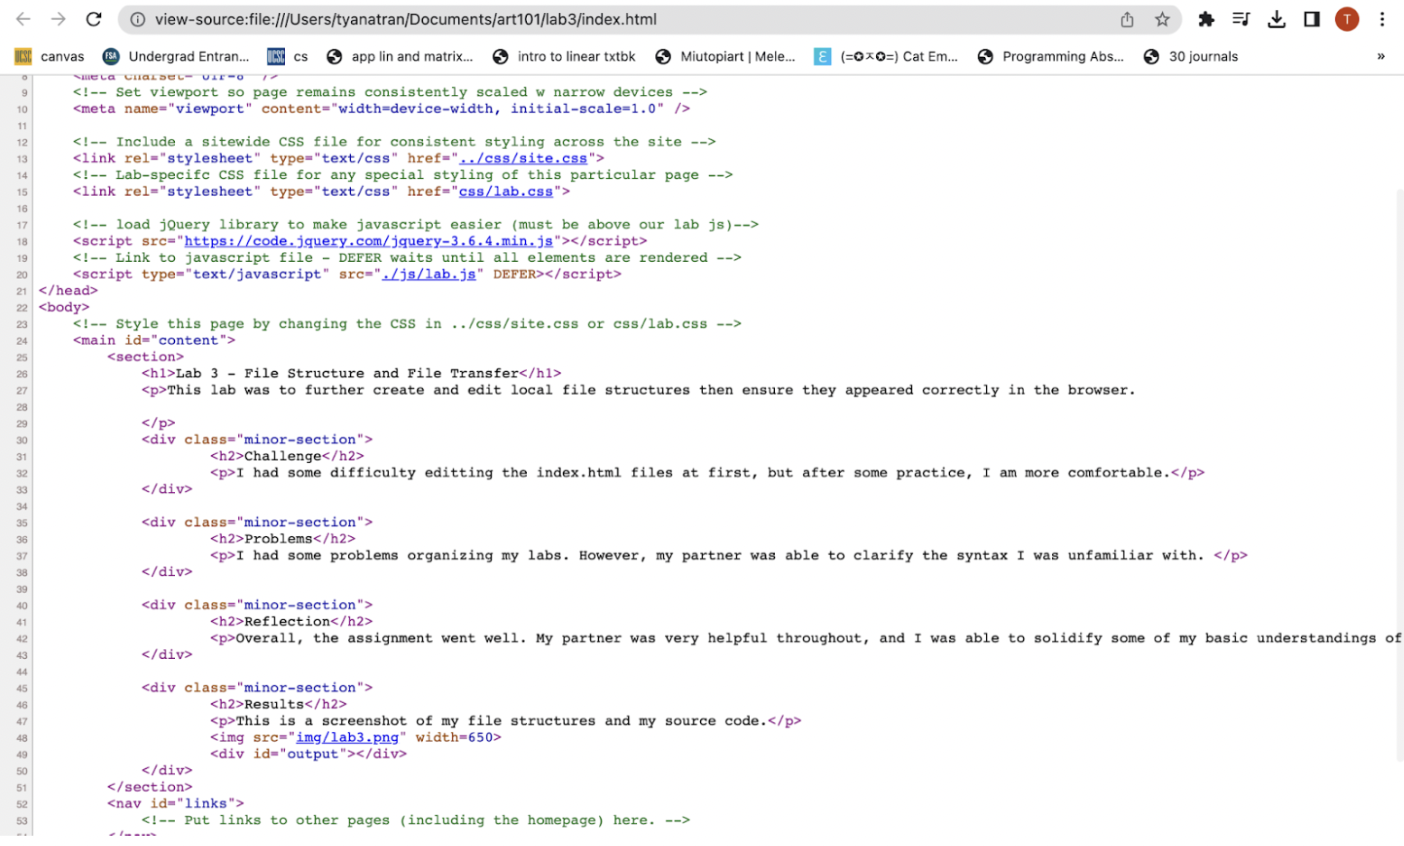 view-source:file:///Users/tyanatran/Documents/art101/lab3/index.html
T
UCSC canvas FSA Undergrad Entran... UCSC cs app lin and matrix... intro to linear txtbk Miutopiart | Mele... (=✪ㅈ✪=) Cat Em... Programming Abs... 30 journals »
8 <meta charset="UTF-8" />
9 <!-- Set viewport so page remains consistently scaled w narrow devices -->
10 <meta name="viewport" content="width=device-width, initial-scale=1.0" />
11
12 <!-- Include a sitewide CSS file for consistent styling across the site -->
13 <link rel="stylesheet" type="text/css" href="../css/site.css">
14 <!-- Lab-specifc CSS file for any special styling of this particular page -->
15 <link rel="stylesheet" type="text/css" href="css/lab.css">
16
17 <!-- load jQuery library to make javascript easier (must be above our lab js)-->
18 <script src="https://code.jquery.com/jquery-3.6.4.min.js"></script>
19 <!-- Link to javascript file - DEFER waits until all elements are rendered -->
20 <script type="text/javascript" src="./js/lab.js" DEFER></script>
21 </head>
22 <body>
23 <!-- Style this page by changing the CSS in ../css/site.css or css/lab.css -->
24 <main id="content">
25 <section>
26 <h1>Lab 3 - File Structure and File Transfer</h1>
27 <p>This lab was to further create and edit local file structures then ensure they appeared correctly in the browser.
28
29 </p>
30 <div class="minor-section">
31 <h2>Challenge</h2>
32 <p>I had some difficulty editting the index.html files at first, but after some practice, I am more comfortable.</p>
33 </div>
34
35 <div class="minor-section">
36 <h2>Problems</h2>
37 <p>I had some problems organizing my labs. However, my partner was able to clarify the syntax I was unfamiliar with. </p>
38 </div>
39
40 <div class="minor-section">
41 <h2>Reflection</h2>
42 <p>Overall, the assignment went well. My partner was very helpful throughout, and I was able to solidify some of my basic understandings of
43 </div>
44
45 <div class="minor-section">
46 <h2>Results</h2>
47 <p>This is a screenshot of my file structures and my source code.</p>
48 <img src="img/lab3.png" width=650>
49 <div id="output"></div>
50 </div>
51 </section>
52 <nav id="links">
53 <!-- Put links to other pages (including the homepage) here. -->